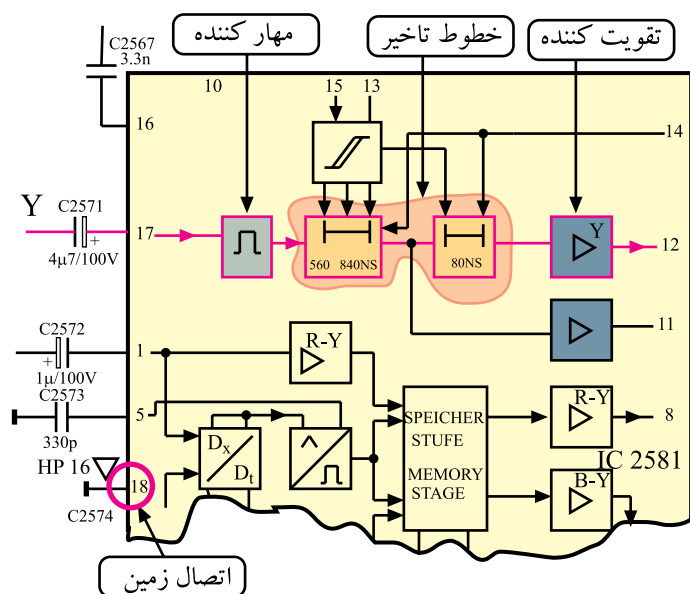 مهار کننده
خطوط تاخیر
تقویت کننده
C2567
3.3n
10
15
13
16
14
Y
C2571
+
4µ7/100V
17
560
840NS
80NS
Y
12
11
C2572
+
1µ/100V
1
R-Y
C2573
330p
5
SPEICHER
STUFE
MEMORY
STAGE
R-Y
8
IC 2581
B-Y
Dx
Dt
HP 16
18
C2574
اتصال زمین